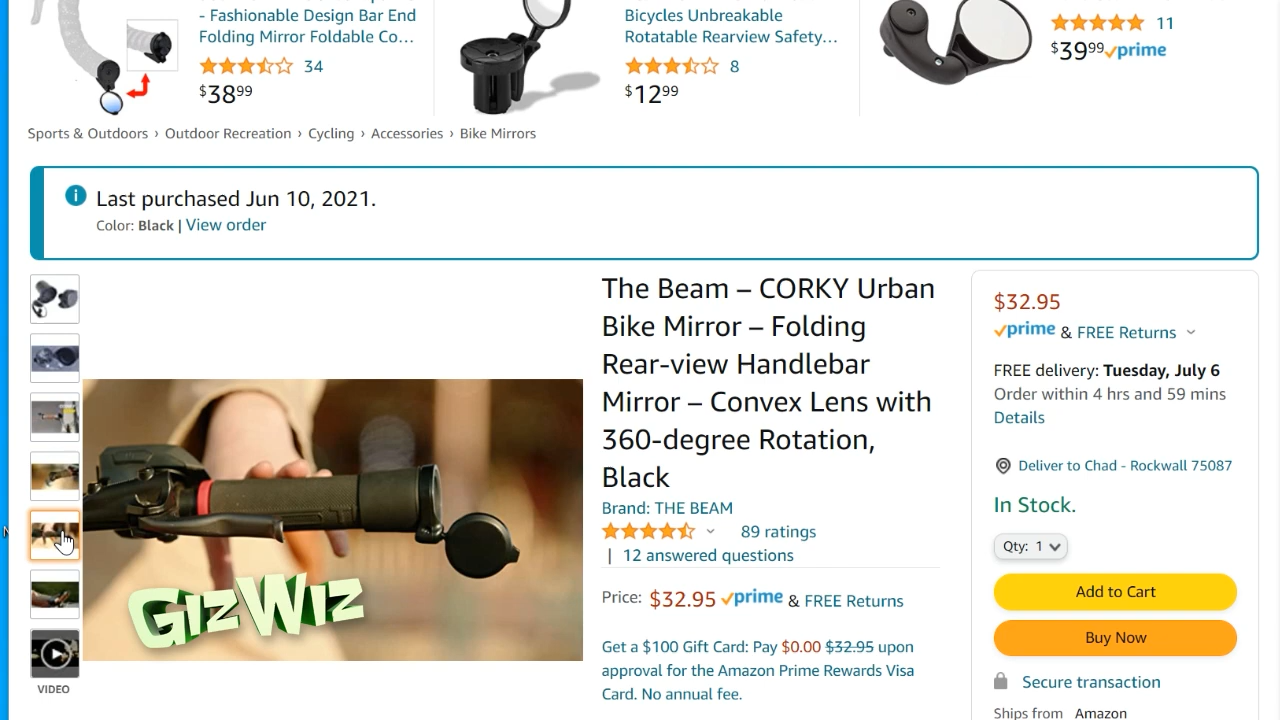 - Fashionable Design Bar End
Folding Mirror Foldable Co...
34
$3899
Bicycles Unbreakable
Rotatable Rearview Safety...
8
$1299
11
$3999 prime
Sports & Outdoors › Outdoor Recreation › Cycling › Accessories › Bike Mirrors
i Last purchased Jun 10, 2021.
Color: Black | View order
The Beam – CORKY Urban
Bike Mirror – Folding
Rear-view Handlebar
Mirror – Convex Lens with
360-degree Rotation,
Black
Brand: THE BEAM
89 ratings
| 12 answered questions
Price: $32.95 prime & FREE Returns
Get a $100 Gift Card: Pay $0.00 $32.95 upon
approval for the Amazon Prime Rewards Visa
Card. No annual fee.
GIZWIZ
VIDEO
$32.95
prime & FREE Returns
FREE delivery: Tuesday, July 6
Order within 4 hrs and 59 mins
Details
Deliver to Chad - Rockwall 75087
In Stock.
Qty: 1
Add to Cart
Buy Now
Secure transaction
Ships from Amazon